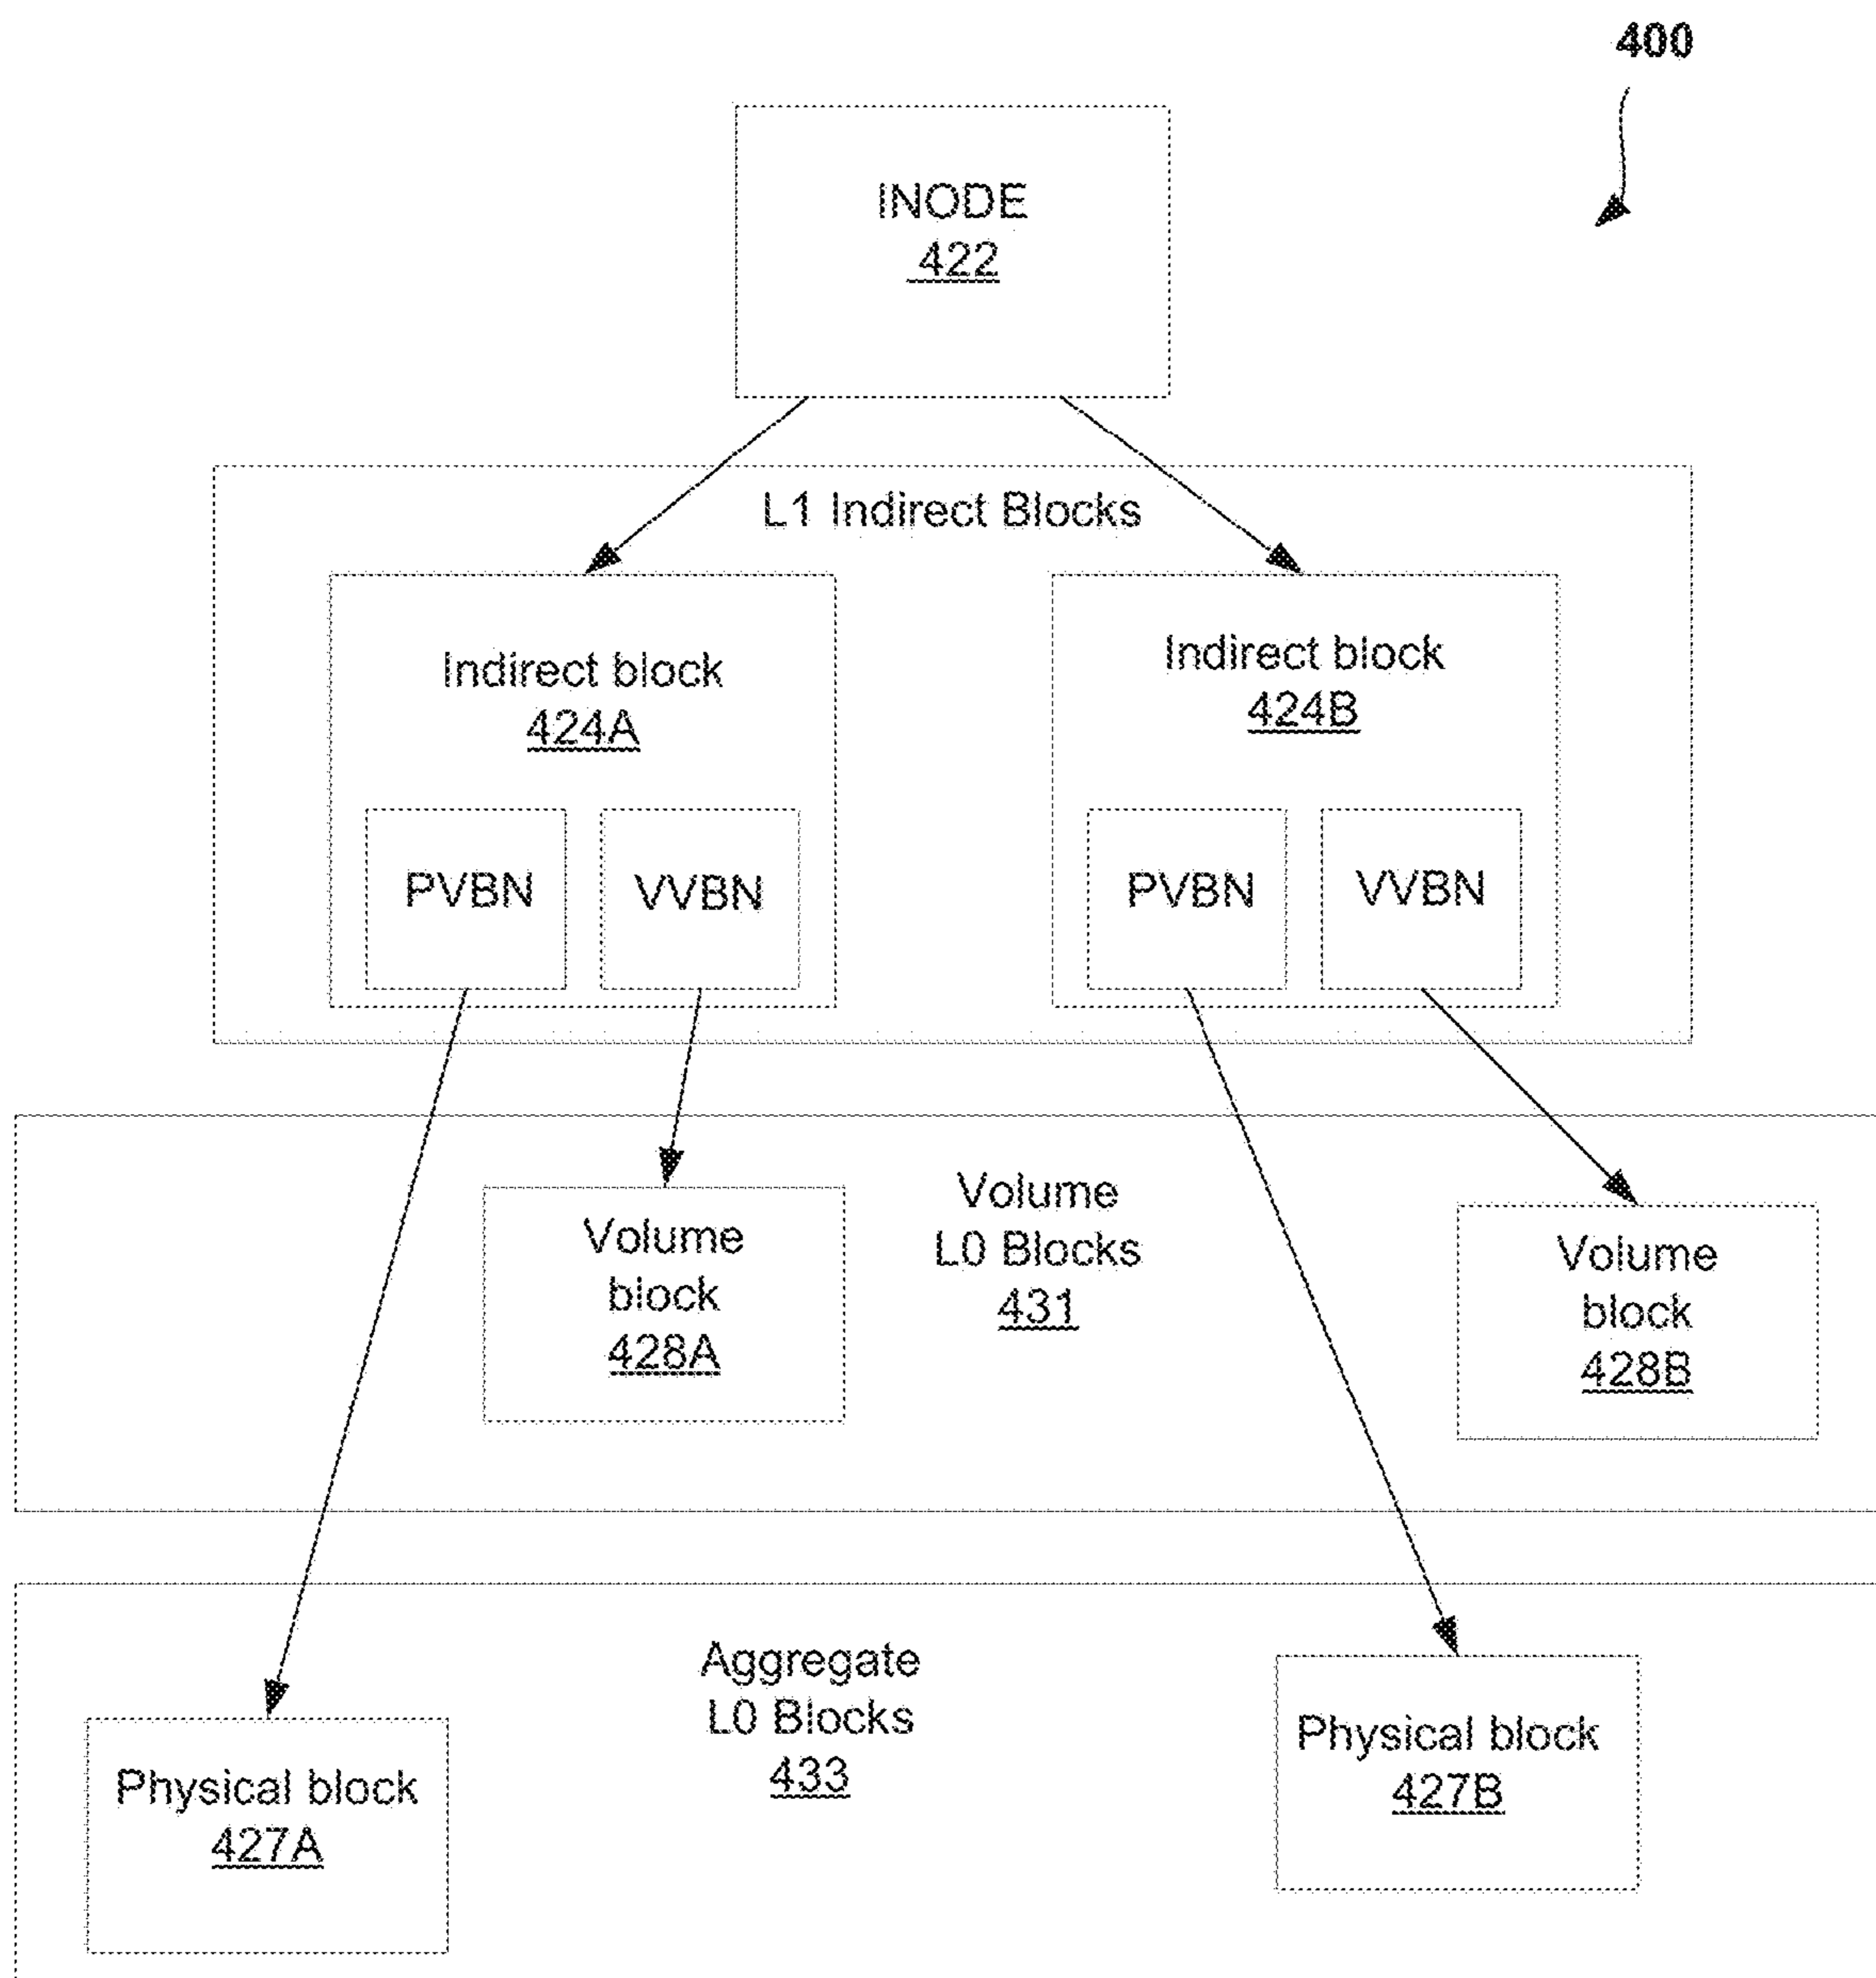 400
INODE
422
L1 Indirect Blocks
Indirect block
424A
PVBN
VVBN
Indirect block
424B
PVBN
VVBN
Volume
L0 Blocks
431
Volume
block
428A
Volume
block
428B
Aggregate
L0 Blocks
433
Physical block
427A
Physical block
427B